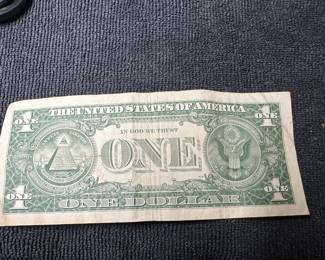 THE UNITED STATES OF AMERICA
ONE ONE
IN GOD WE TRUST
ONE
ONE ONE
ONE DOLLAR